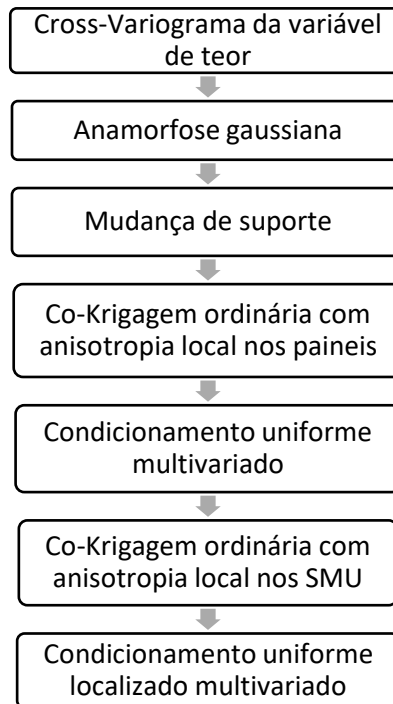 Cross-Variograma da variável
de teor
Anamorfose gaussiana
Mudança de suporte
Co-Krigagem ordinária com
anisotropia local nos paineis
Condicionamento uniforme
multivariado
Co-Krigagem ordinária com
anisotropia local nos SMU
Condicionamento uniforme
localizado multivariado